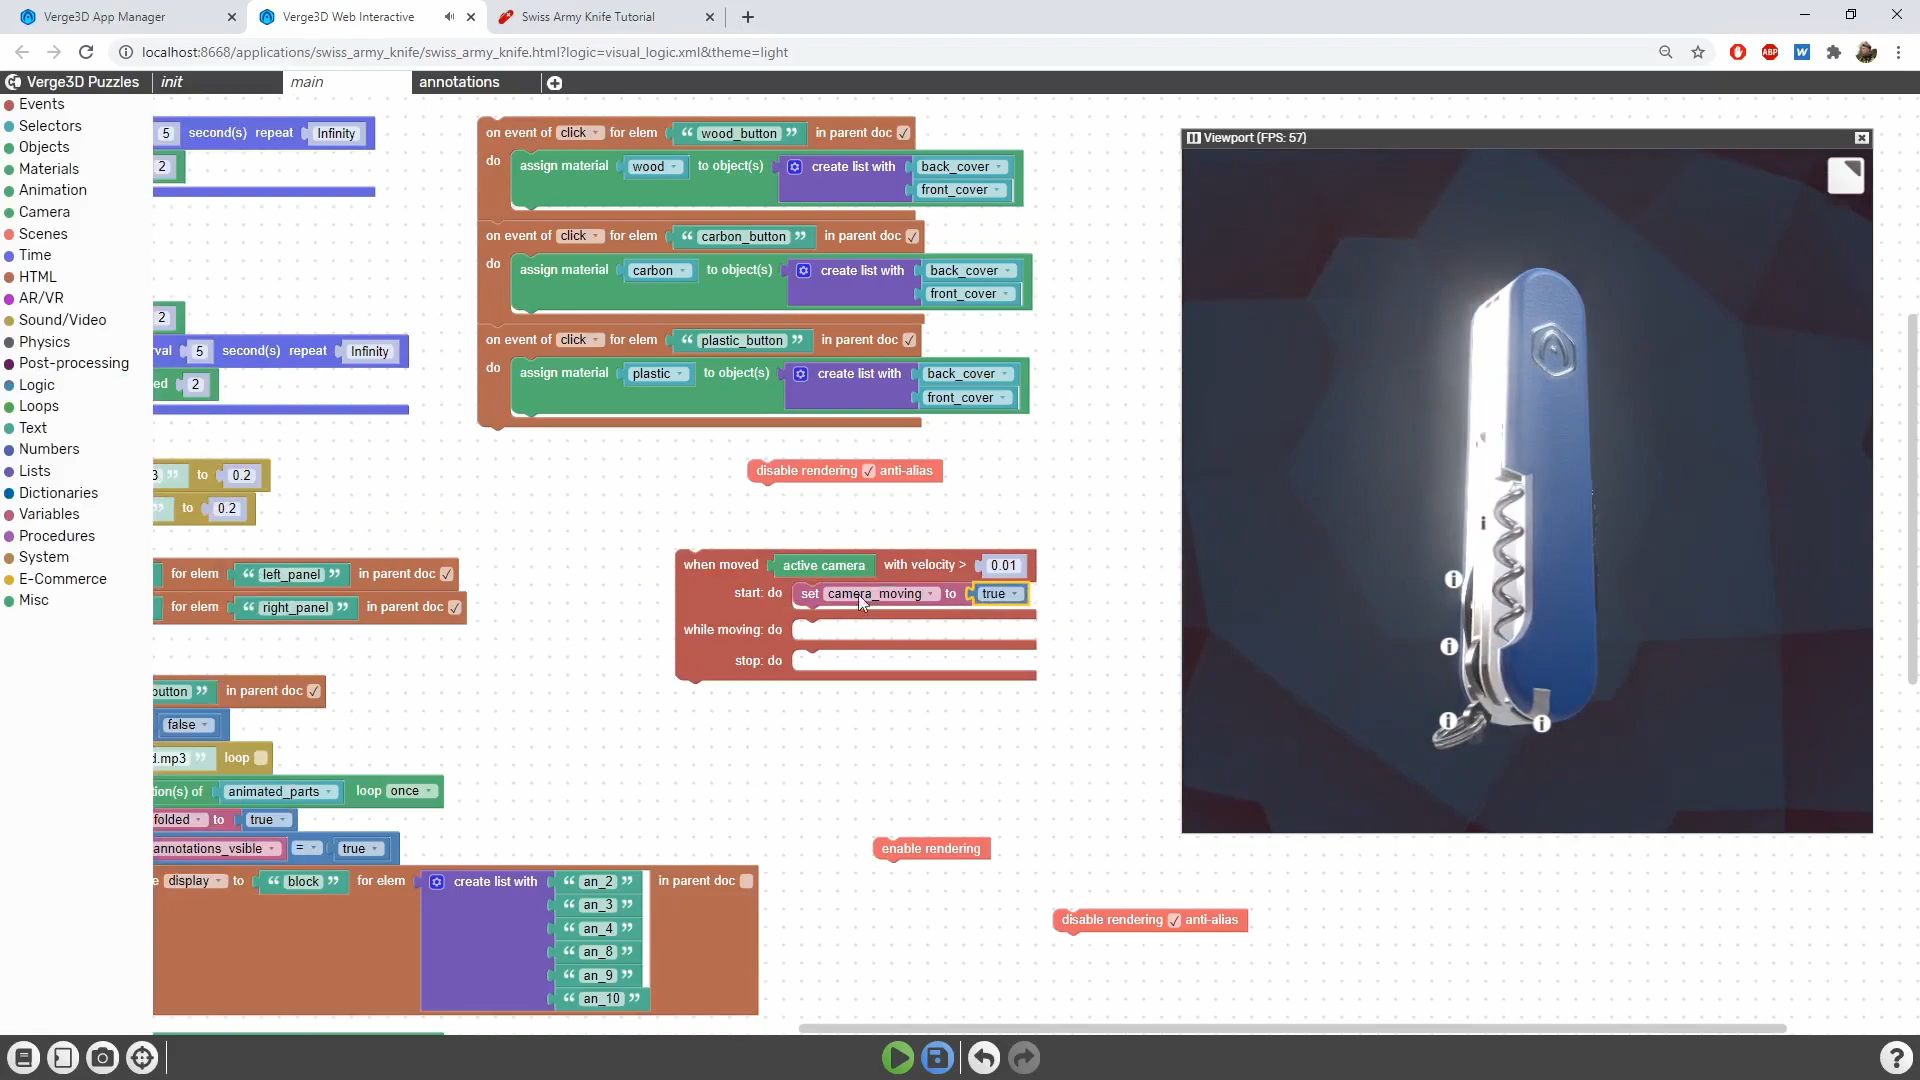 Verge3D App Manager
Verge3D Web Interactive
Swiss Army Knife Tutorial
localhost:8668/applications/swiss_army_knife/swiss_army_knife.html?logic=visual_logic.xml&theme=light
ABP
W
Verge3D Puzzles
init
main
annotations
Events
Selectors
Objects
Materials
Animation
Camera
Scenes
Time
HTML
AR/VR
Sound/Video
Physics
Post-processing
Logic
Loops
Text
Numbers
Lists
Dictionaries
Variables
Procedures
System
E-Commerce
Misc
5 second(s) repeat Infinity
2
2
rval 5 second(s) repeat Infinity
ed 2
3 ” to 0.2
” to 0.2
for elem “ left_panel ” in parent doc
for elem “ right_panel ” in parent doc
button ” in parent doc
false
d.mp3 ” loop
tion(s) of animated_parts loop once
folded to true
annotations_vsible = true
e display to “ block ” for elem create list with “ an_2 ” in parent doc
“ an_3 ”
“ an_4 ”
“ an_8 ”
“ an_9 ”
“ an_10 ”
on event of click for elem “ wood_button ” in parent doc
do assign material wood to object(s) create list with back_cover
front_cover
on event of click for elem “ carbon_button ” in parent doc
do assign material carbon to object(s) create list with back_cover
front_cover
on event of click for elem “ plastic_button ” in parent doc
do assign material plastic to object(s) create list with back_cover
front_cover
disable rendering anti-alias
when moved active camera with velocity > 0.01
start: do set camera_moving to true
while moving: do
stop: do
enable rendering
disable rendering anti-alias
Viewport (FPS: 57)
i
i
i
i
i
?